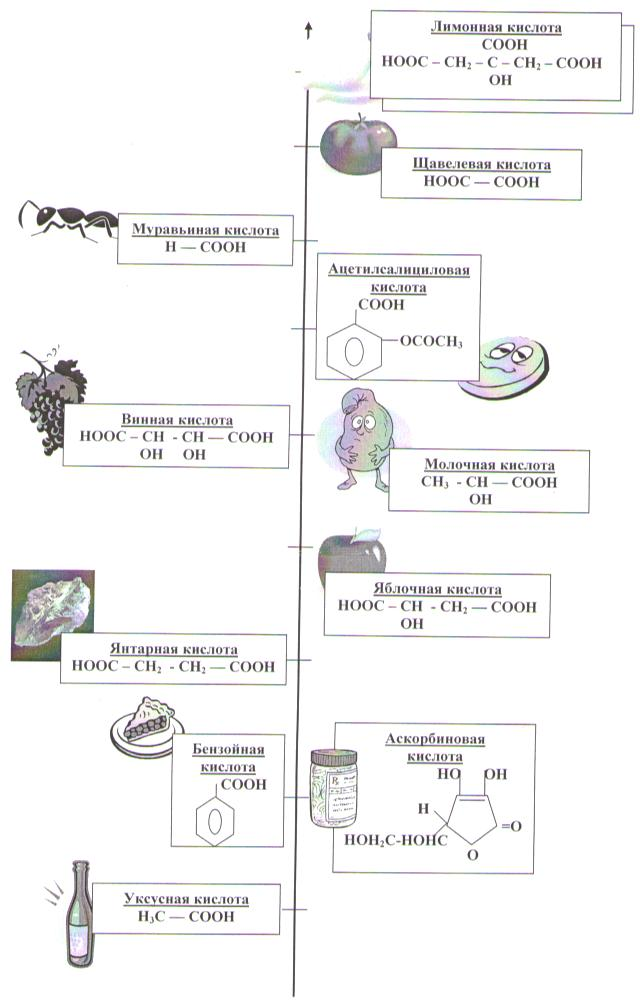 Лимонная кислота
COOH
HOOC – CH₂ – C – CH₂ – COOH
OH
Щавелевая кислота
HOOC — COOH
Муравьиная кислота
H — COOH
Ацетилсалициловая
кислота
COOH
OCOCH₃
Винная кислота
HOOC – CH - CH — COOH
OH OH
Молочная кислота
CH₃ - CH — COOH
OH
Яблочная кислота
HOOC – CH - CH₂ — COOH
OH
Янтарная кислота
HOOC – CH₂ - CH₂ — COOH
Бензойная
кислота
COOH
Аскорбиновая
кислота
HO OH
H
=O
HOH₂C-HOHC
O
Уксусная кислота
H₃C — COOH